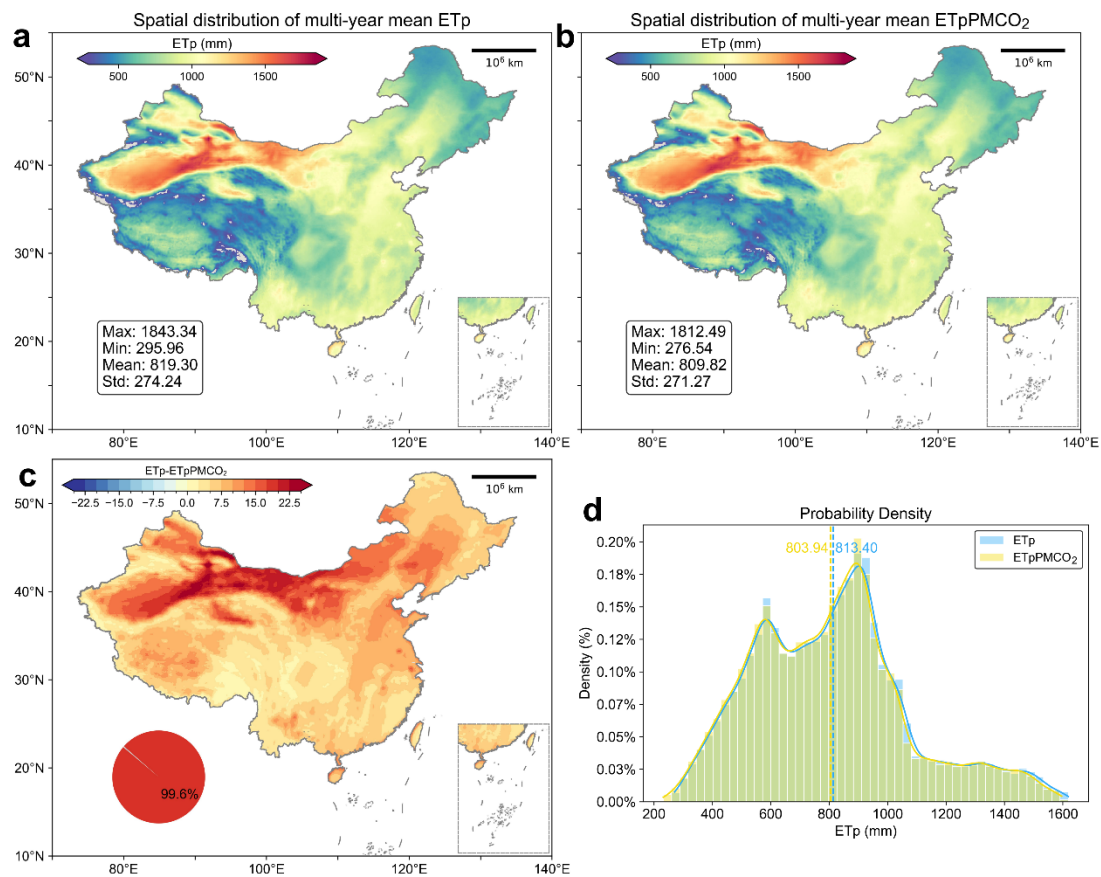 Spatial distribution of multi-year mean ETp
a
ETp (mm)
500 1000 1500
10⁶ km
50°N
40°N
30°N
20°N
10°N
Max: 1843.34
Min: 295.96
Mean: 819.30
Std: 274.24
80°E 100°E 120°E 140°E
Spatial distribution of multi-year mean ETpPMCO₂
b
ETp (mm)
500 1000 1500
10⁶ km
Max: 1812.49
Min: 276.54
Mean: 809.82
Std: 271.27
80°E 100°E 120°E 140°E
c
ETp-ETpPMCO₂
−22.5 −15.0 −7.5 0.0 7.5 15.0 22.5
10⁶ km
50°N
40°N
30°N
20°N
10°N
99.6%
80°E 100°E 120°E 140°E
d
Probability Density
803.94 813.40
ETp
ETpPMCO₂
Density (%)
0.20%
0.18%
0.15%
0.12%
0.10%
0.07%
0.05%
0.03%
0.00%
200 400 600 800 1000 1200 1400 1600
ETp (mm)